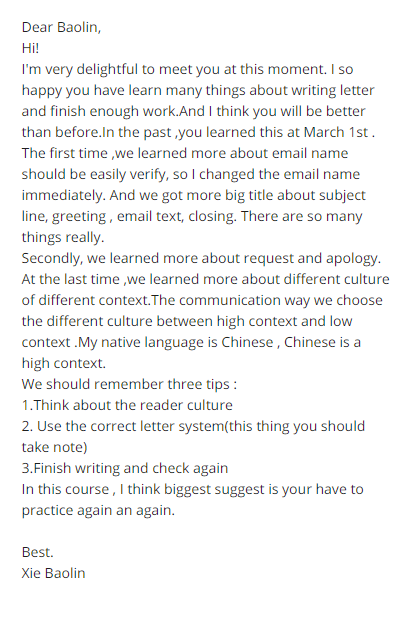 Dear Baolin,
Hi!
I'm very delightful to meet you at this moment. I so
happy you have learn many things about writing letter
and finish enough work.And I think you will be better
than before.In the past ,you learned this at March 1st .
The first time ,we learned more about email name
should be easily verify, so I changed the email name
immediately. And we got more big title about subject
line, greeting , email text, closing. There are so many
things really.
Secondly, we learned more about request and apology.
At the last time ,we learned more about different culture
of different context.The communication way we choose
the different culture between high context and low
context .My native language is Chinese , Chinese is a
high context.
We should remember three tips :
1.Think about the reader culture
2. Use the correct letter system(this thing you should
take note)
3.Finish writing and check again
In this course , I think biggest suggest is your have to
practice again an again.
Best.
Xie Baolin